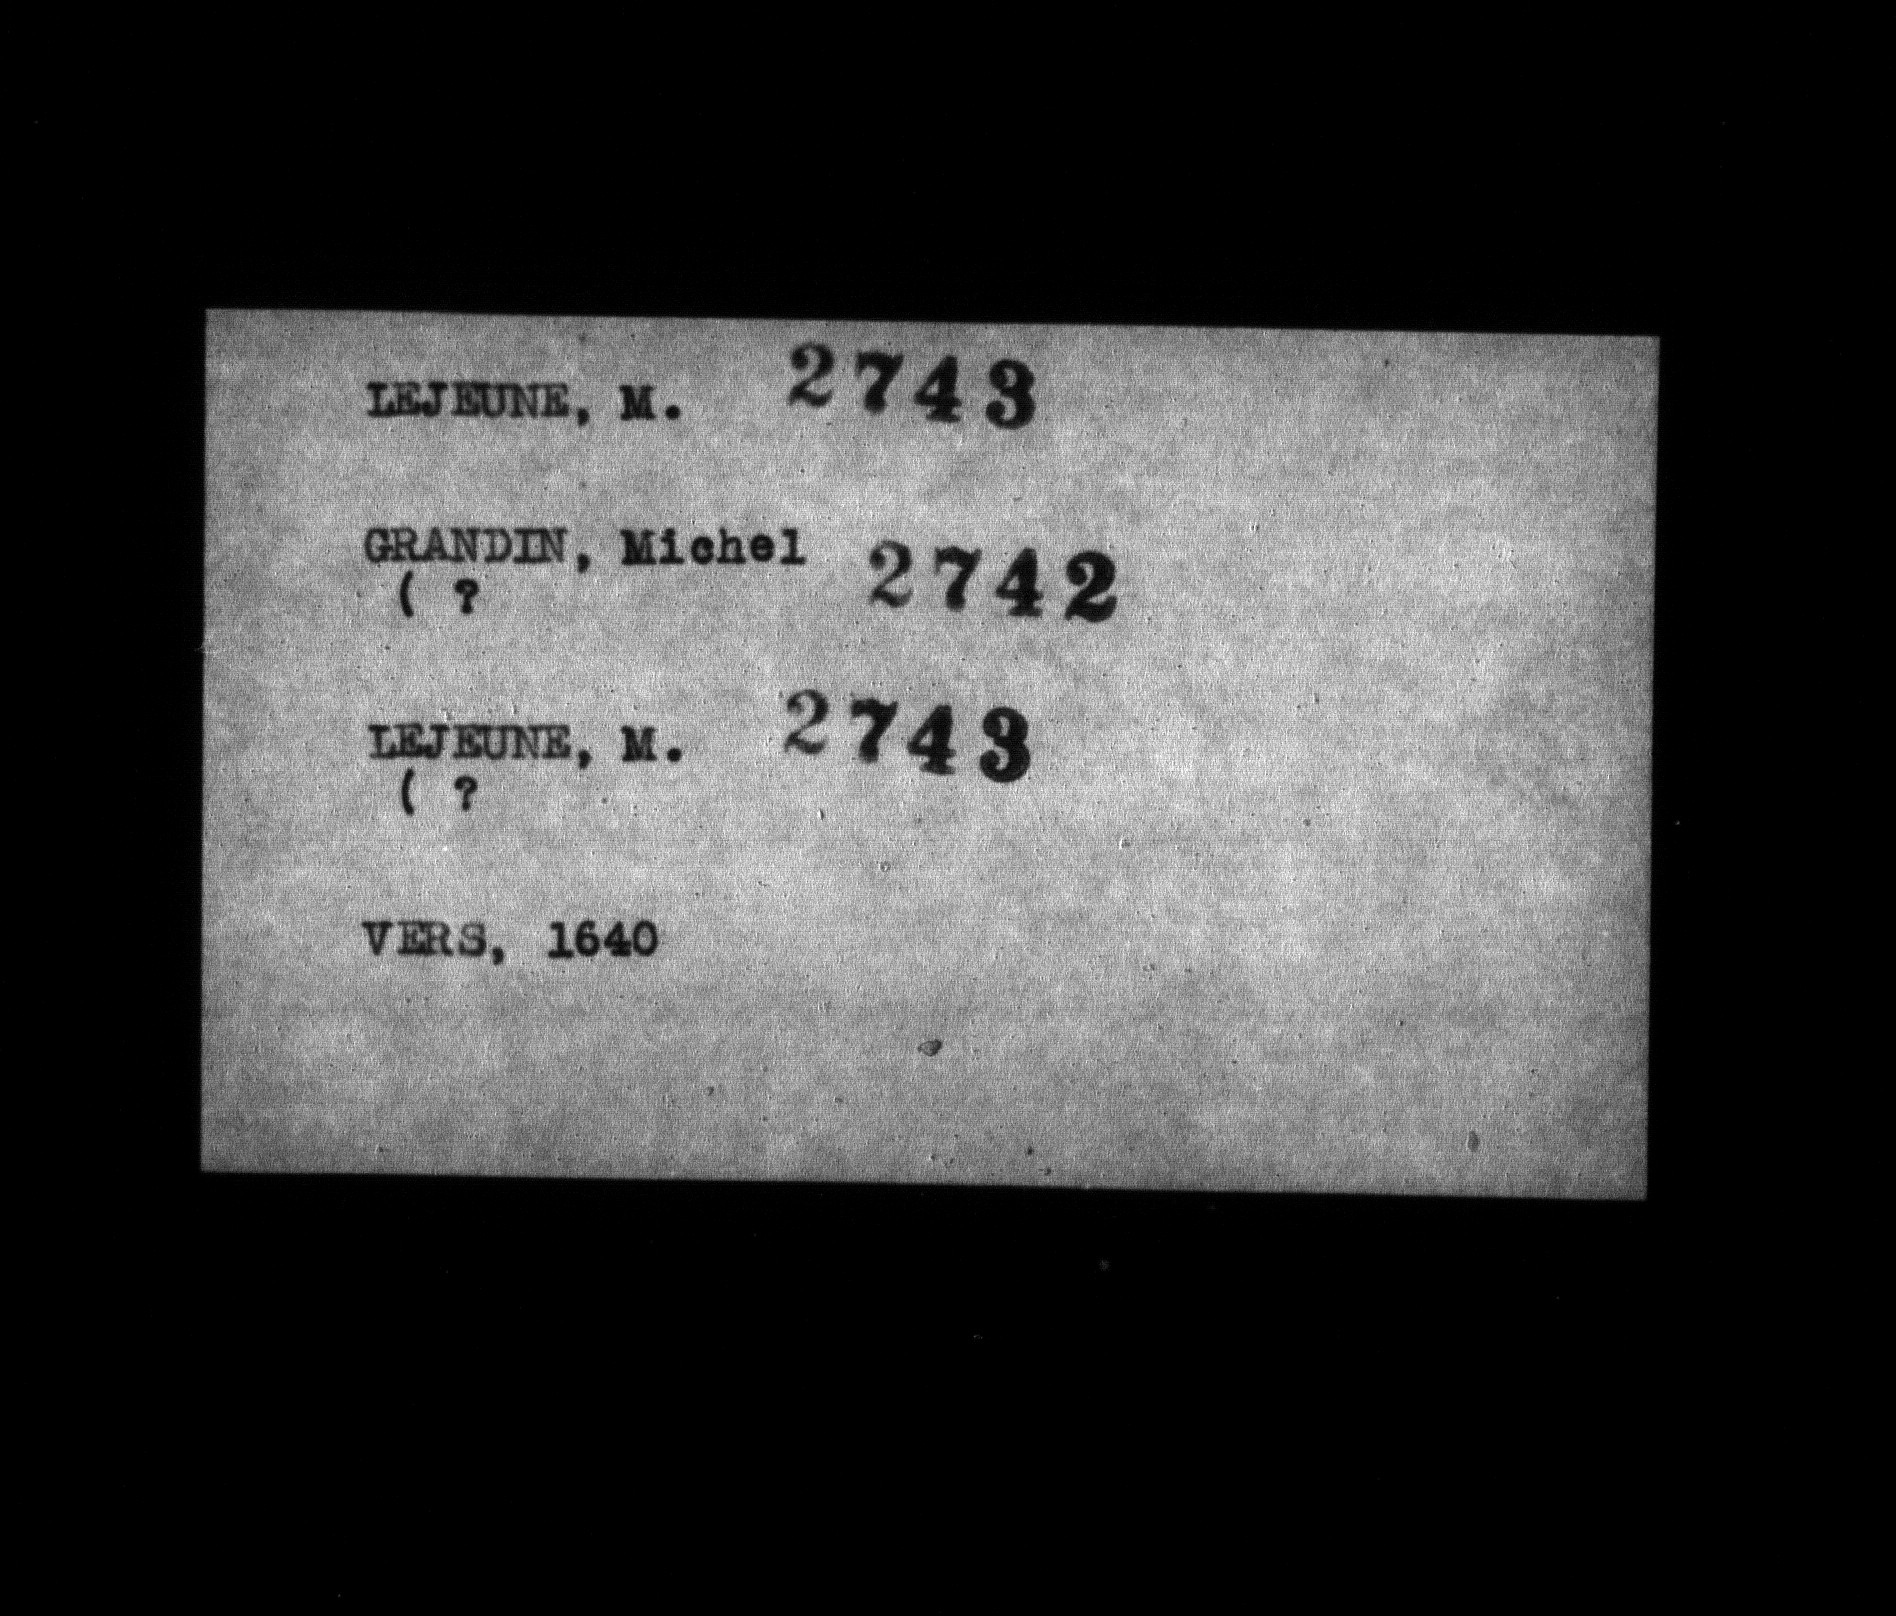 LEJEUNE, M. 2743
GRANDIN, Michel 2742
( ?
LEJEUNE, M. 2743
( ?
VERS, 1640